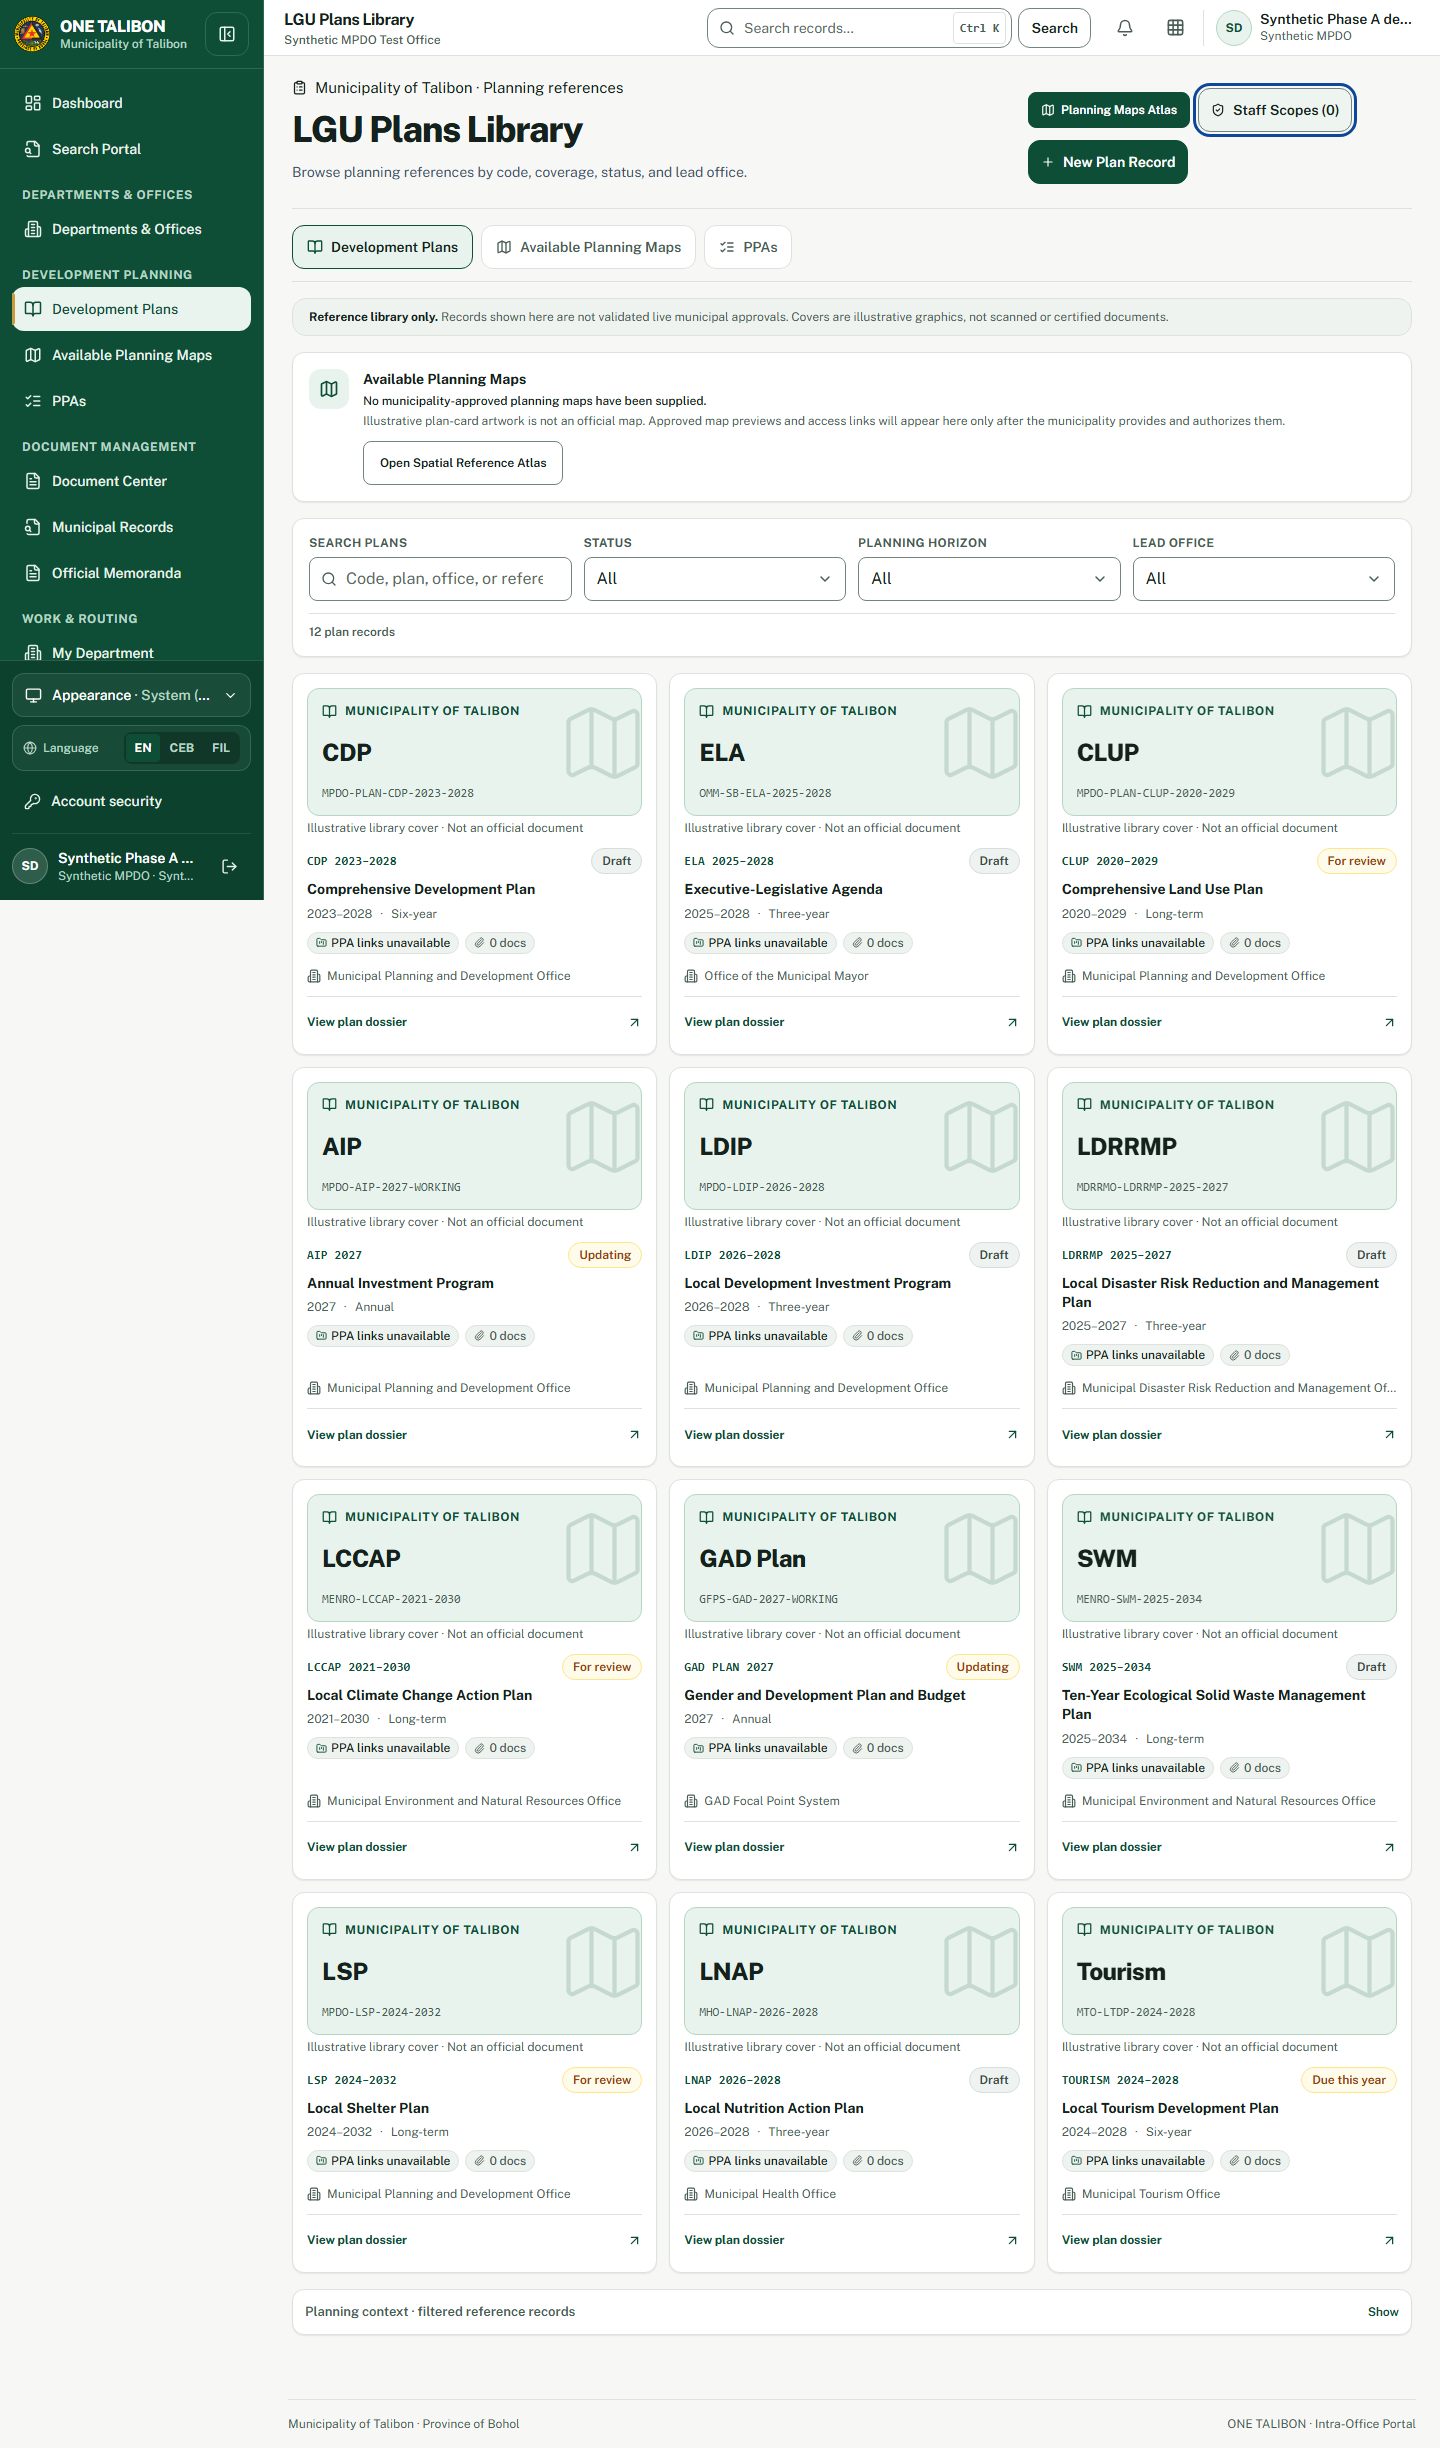 ONE TALIBON
Municipality of Talibon
Dashboard
Search Portal
DEPARTMENTS & OFFICES
Departments & Offices
DEVELOPMENT PLANNING
Development Plans
Available Planning Maps
PPAs
DOCUMENT MANAGEMENT
Document Center
Municipal Records
Official Memoranda
WORK & ROUTING
My Department
Appearance · System (...
Language EN CEB FIL
Account security
SD Synthetic Phase A ...
Synthetic MPDO · Synt...
LGU Plans Library
Synthetic MPDO Test Office
Search records... Ctrl K Search
SD Synthetic Phase A de...
Synthetic MPDO
Municipality of Talibon · Planning references
LGU Plans Library
Browse planning references by code, coverage, status, and lead office.
Planning Maps Atlas Staff Scopes (0)
New Plan Record
Development Plans Available Planning Maps PPAs
Reference library only. Records shown here are not validated live municipal approvals. Covers are illustrative graphics, not scanned or certified documents.
Available Planning Maps
No municipality-approved planning maps have been supplied.
Illustrative plan-card artwork is not an official map. Approved map previews and access links will appear here only after the municipality provides and authorizes them.
Open Spatial Reference Atlas
SEARCH PLANS STATUS PLANNING HORIZON LEAD OFFICE
Code, plan, office, or refere All All All
12 plan records
MUNICIPALITY OF TALIBON
CDP
MPDO-PLAN-CDP-2023-2028
Illustrative library cover · Not an official document
CDP 2023–2028 Draft
Comprehensive Development Plan
2023–2028 · Six-year
PPA links unavailable 0 docs
Municipal Planning and Development Office
View plan dossier
MUNICIPALITY OF TALIBON
ELA
OMM-SB-ELA-2025-2028
Illustrative library cover · Not an official document
ELA 2025–2028 Draft
Executive-Legislative Agenda
2025–2028 · Three-year
PPA links unavailable 0 docs
Office of the Municipal Mayor
View plan dossier
MUNICIPALITY OF TALIBON
CLUP
MPDO-PLAN-CLUP-2020-2029
Illustrative library cover · Not an official document
CLUP 2020–2029 For review
Comprehensive Land Use Plan
2020–2029 · Long-term
PPA links unavailable 0 docs
Municipal Planning and Development Office
View plan dossier
MUNICIPALITY OF TALIBON
AIP
MPDO-AIP-2027-WORKING
Illustrative library cover · Not an official document
AIP 2027 Updating
Annual Investment Program
2027 · Annual
PPA links unavailable 0 docs
Municipal Planning and Development Office
View plan dossier
MUNICIPALITY OF TALIBON
LDIP
MPDO-LDIP-2026-2028
Illustrative library cover · Not an official document
LDIP 2026–2028 Draft
Local Development Investment Program
2026–2028 · Three-year
PPA links unavailable 0 docs
Municipal Planning and Development Office
View plan dossier
MUNICIPALITY OF TALIBON
LDRRMP
MDRRMO-LDRRMP-2025-2027
Illustrative library cover · Not an official document
LDRRMP 2025–2027 Draft
Local Disaster Risk Reduction and Management
Plan
2025–2027 · Three-year
PPA links unavailable 0 docs
Municipal Disaster Risk Reduction and Management Of...
View plan dossier
MUNICIPALITY OF TALIBON
LCCAP
MENRO-LCCAP-2021-2030
Illustrative library cover · Not an official document
LCCAP 2021–2030 For review
Local Climate Change Action Plan
2021–2030 · Long-term
PPA links unavailable 0 docs
Municipal Environment and Natural Resources Office
View plan dossier
MUNICIPALITY OF TALIBON
GAD Plan
GFPS-GAD-2027-WORKING
Illustrative library cover · Not an official document
GAD PLAN 2027 Updating
Gender and Development Plan and Budget
2027 · Annual
PPA links unavailable 0 docs
GAD Focal Point System
View plan dossier
MUNICIPALITY OF TALIBON
SWM
MENRO-SWM-2025-2034
Illustrative library cover · Not an official document
SWM 2025–2034 Draft
Ten-Year Ecological Solid Waste Management
Plan
2025–2034 · Long-term
PPA links unavailable 0 docs
Municipal Environment and Natural Resources Office
View plan dossier
MUNICIPALITY OF TALIBON
LSP
MPDO-LSP-2024-2032
Illustrative library cover · Not an official document
LSP 2024–2032 For review
Local Shelter Plan
2024–2032 · Long-term
PPA links unavailable 0 docs
Municipal Planning and Development Office
View plan dossier
MUNICIPALITY OF TALIBON
LNAP
MHO-LNAP-2026-2028
Illustrative library cover · Not an official document
LNAP 2026–2028 Draft
Local Nutrition Action Plan
2026–2028 · Three-year
PPA links unavailable 0 docs
Municipal Health Office
View plan dossier
MUNICIPALITY OF TALIBON
Tourism
MTO-LTDP-2024-2028
Illustrative library cover · Not an official document
TOURISM 2024–2028 Due this year
Local Tourism Development Plan
2024–2028 · Six-year
PPA links unavailable 0 docs
Municipal Tourism Office
View plan dossier
Planning context · filtered reference records Show
Municipality of Talibon · Province of Bohol
ONE TALIBON · Intra-Office Portal